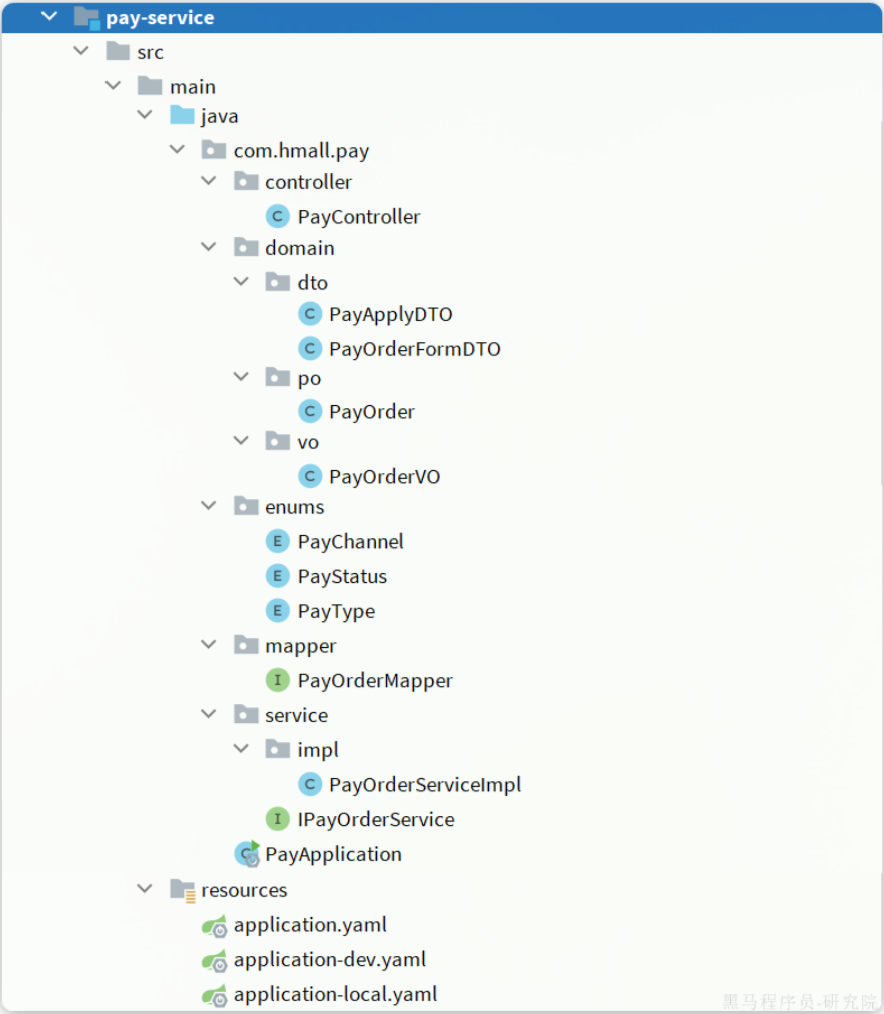 pay-service
src
main
java
com.hmall.pay
controller
C PayController
domain
dto
C PayApplyDTO
C PayOrderFormDTO
po
C PayOrder
vo
C PayOrderVO
enums
E PayChannel
E PayStatus
E PayType
mapper
I PayOrderMapper
service
impl
C PayOrderServiceImpl
I IPayOrderService
C PayApplication
resources
application.yaml
application-dev.yaml
application-local.yaml
黑马程序员-研究院